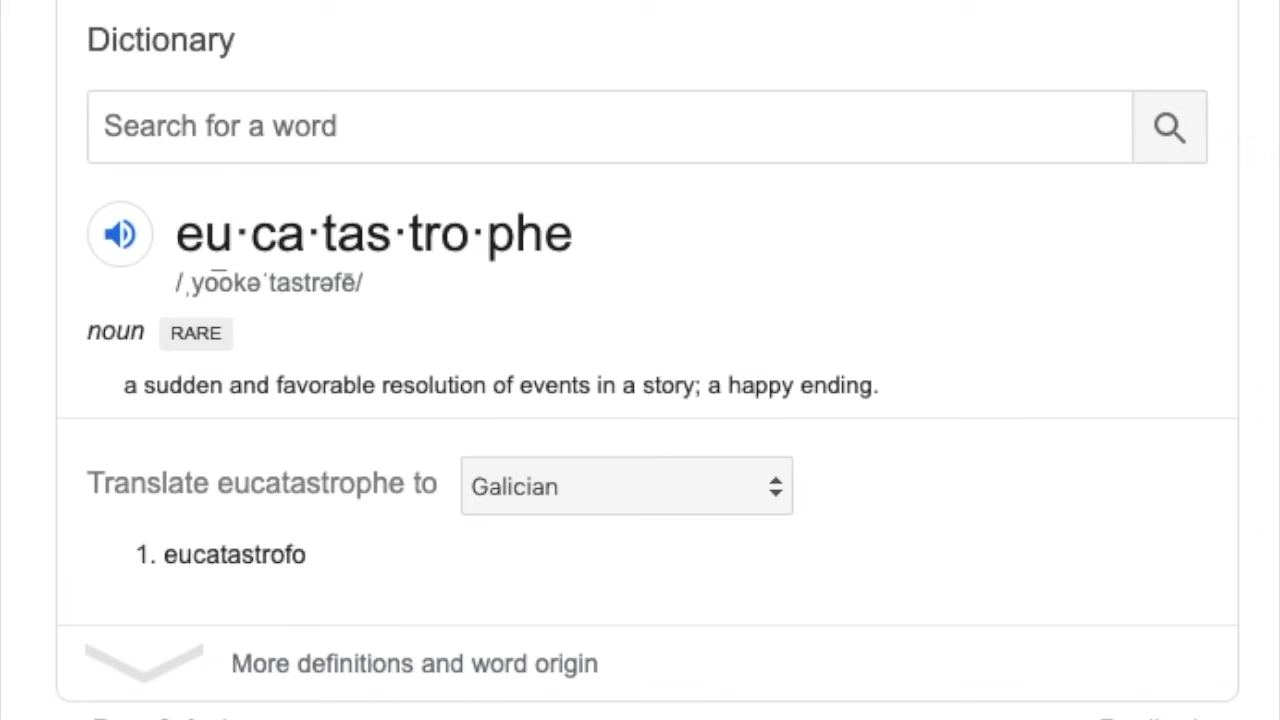 Dictionary
Search for a word
eu·ca·tas·tro·phe
/ˌyo͞okəˈtastrəfē/
noun RARE
a sudden and favorable resolution of events in a story; a happy ending.
Translate eucatastrophe to Galician
1. eucatastrofo
More definitions and word origin